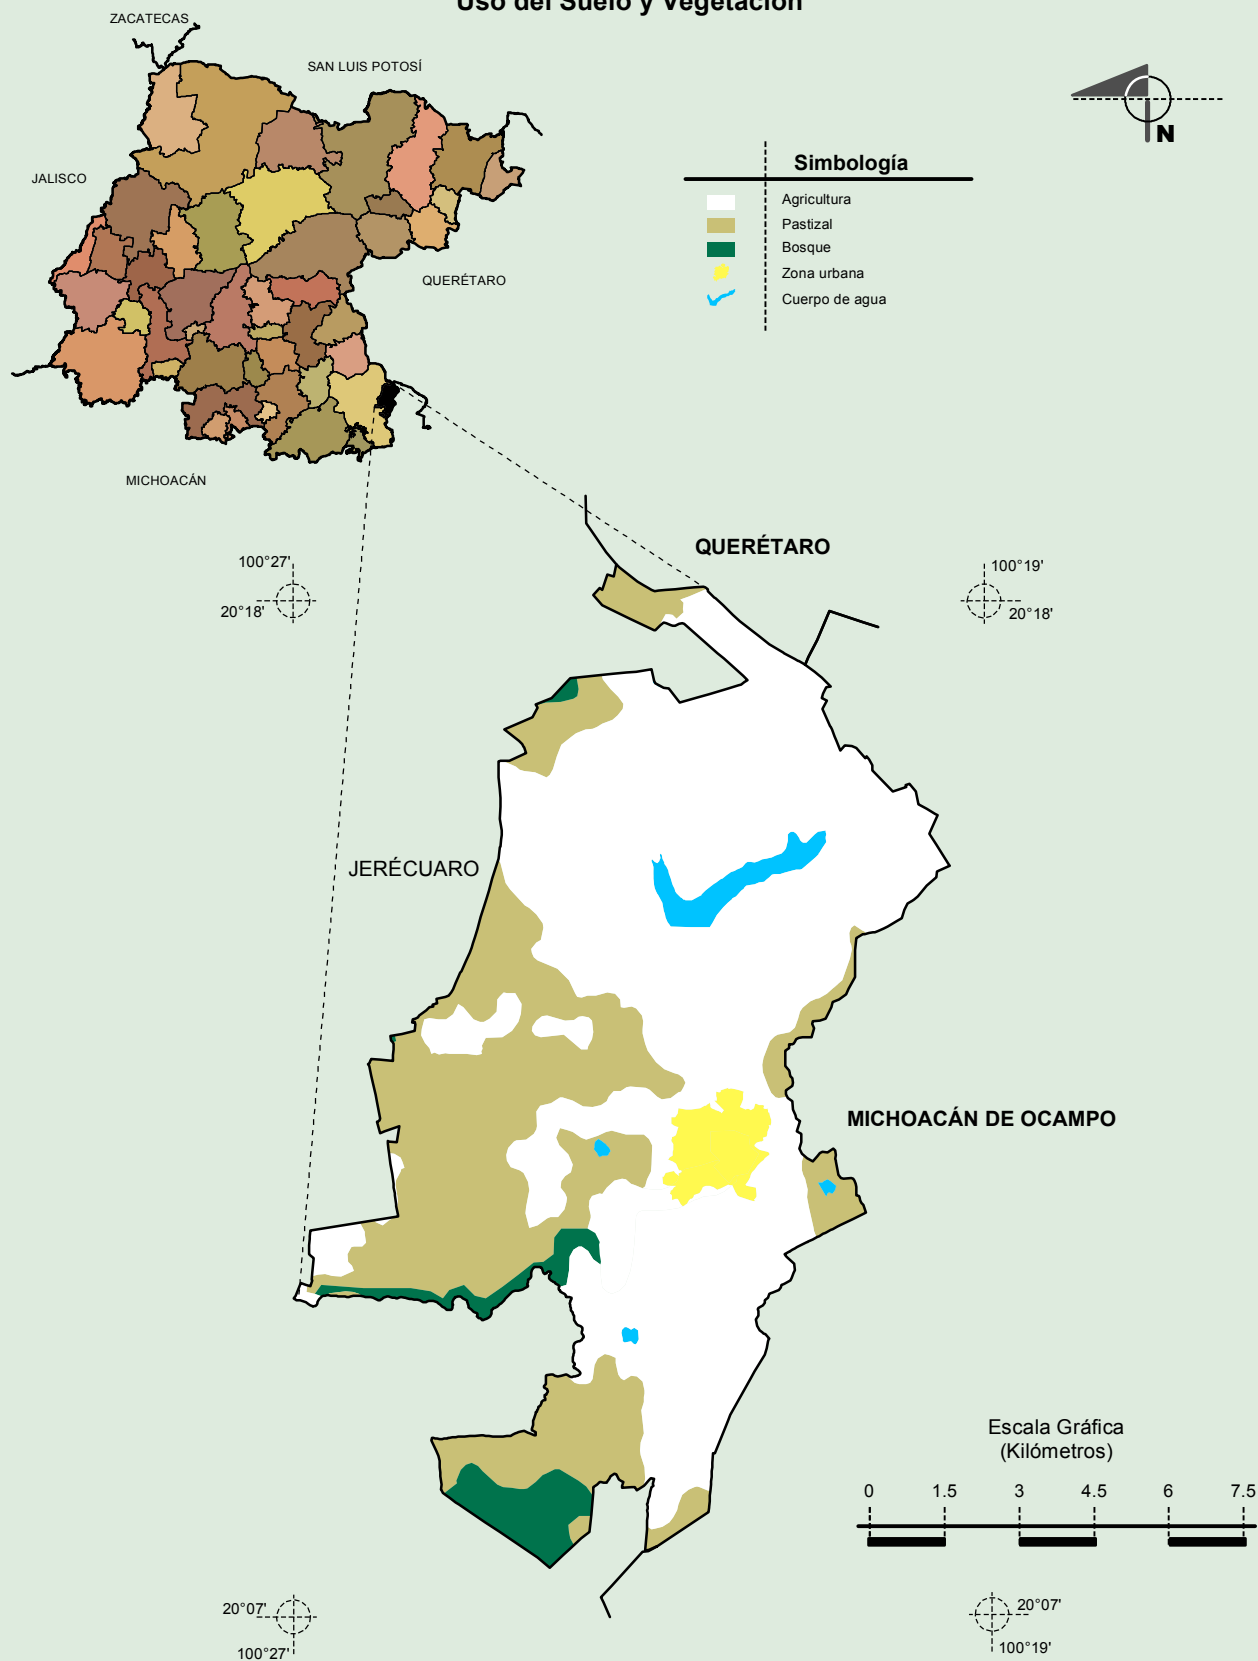 Uso del Suelo y Vegetación
ZACATECAS
SAN LUIS POTOSÍ
JALISCO
QUERÉTARO
MICHOACÁN
N
Simbología
Agricultura
Pastizal
Bosque
Zona urbana
Cuerpo de agua
100°27'
20°18'
QUERÉTARO
100°19'
20°18'
JERÉCUARO
MICHOACÁN DE OCAMPO
Escala Gráfica
(Kilómetros)
0 1.5 3 4.5 6 7.5
20°07'
100°27'
20°07'
100°19'